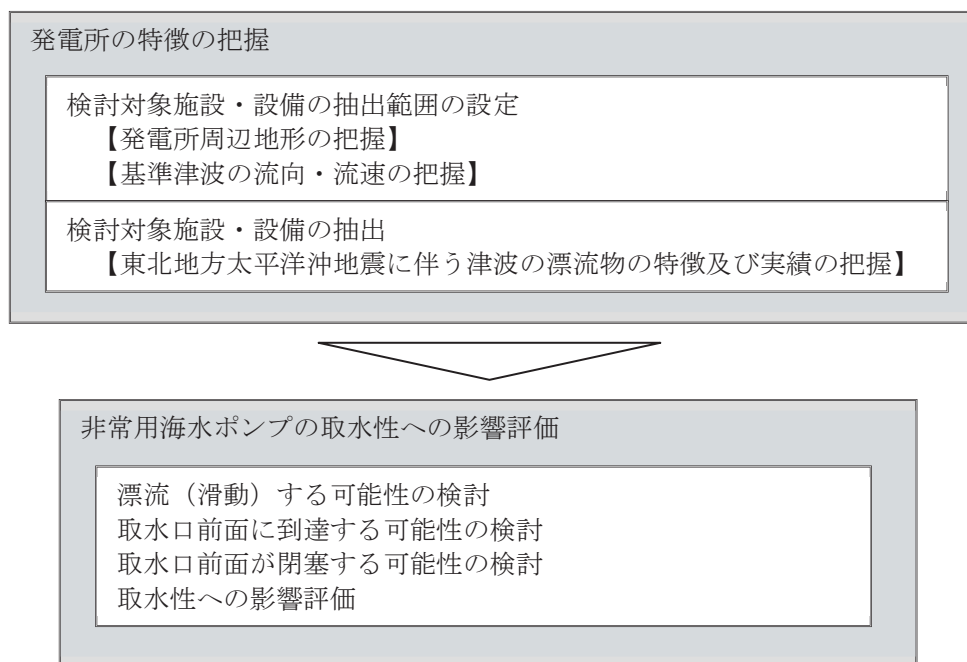 発電所の特徴の把握
検討対象施設・設備の抽出範囲の設定
【発電所周辺地形の把握】
【基準津波の流向・流速の把握】
検討対象施設・設備の抽出
【東北地方太平洋沖地震に伴う津波の漂流物の特徴及び実績の把握】
非常用海水ポンプの取水性への影響評価
漂流（滑動）する可能性の検討
取水口前面に到達する可能性の検討
取水口前面が閉塞する可能性の検討
取水性への影響評価